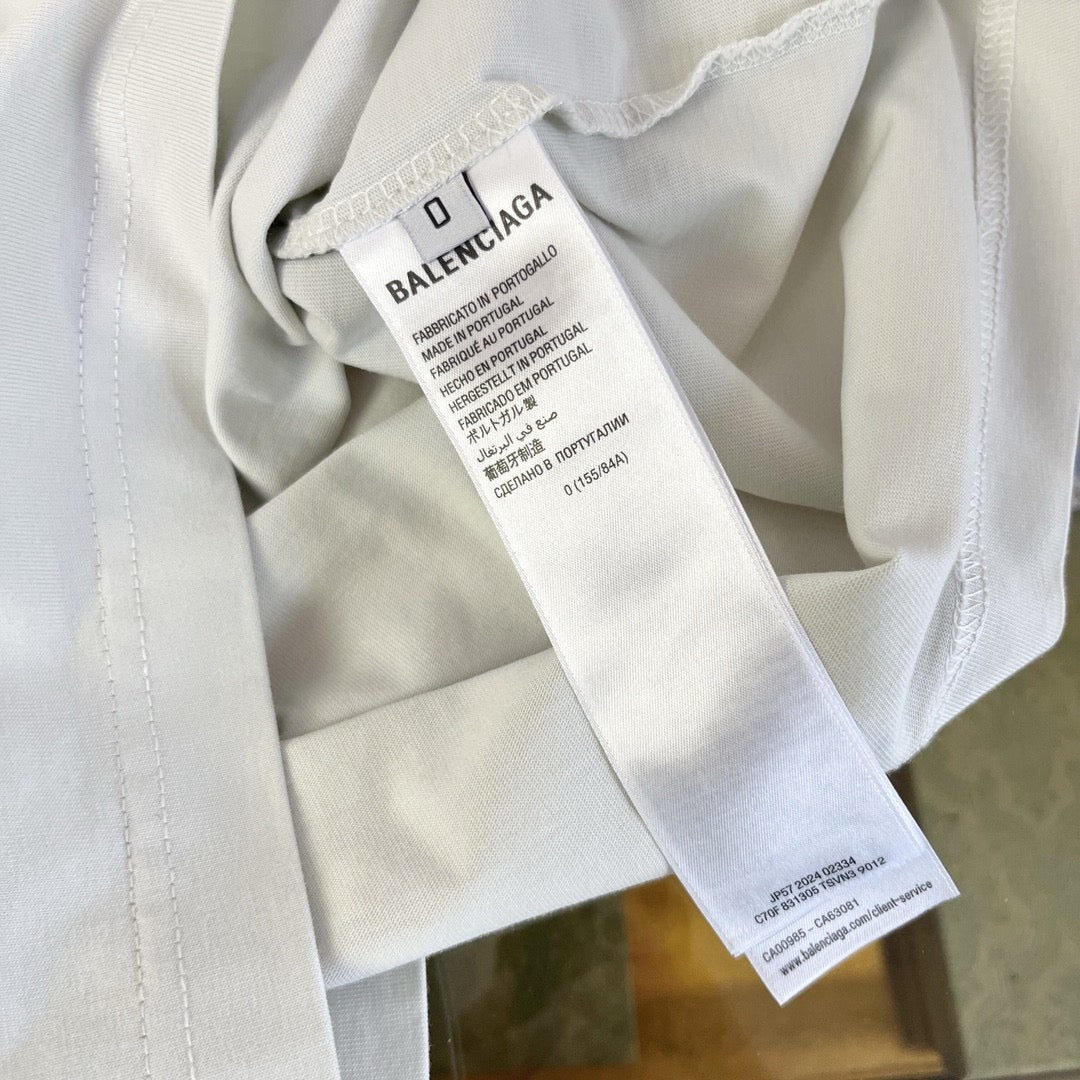 0
BALENCIAGA
FABBRICATO IN PORTOGALLO
MADE IN PORTUGAL
FABRIQUÉ AU PORTUGAL
HECHO EN PORTUGAL
HERGESTELLT IN PORTUGAL
FABRICADO EM PORTUGAL
ポルトガル製
صنع في البرتغال
葡萄牙制造
СДЕЛАНО В ПОРТУГАЛИИ
0 (155/84A)
JP57 2024 02334
C70F 831305 TSVN3 9012
CA00985 - CA63081
www.balenciaga.com/client-service